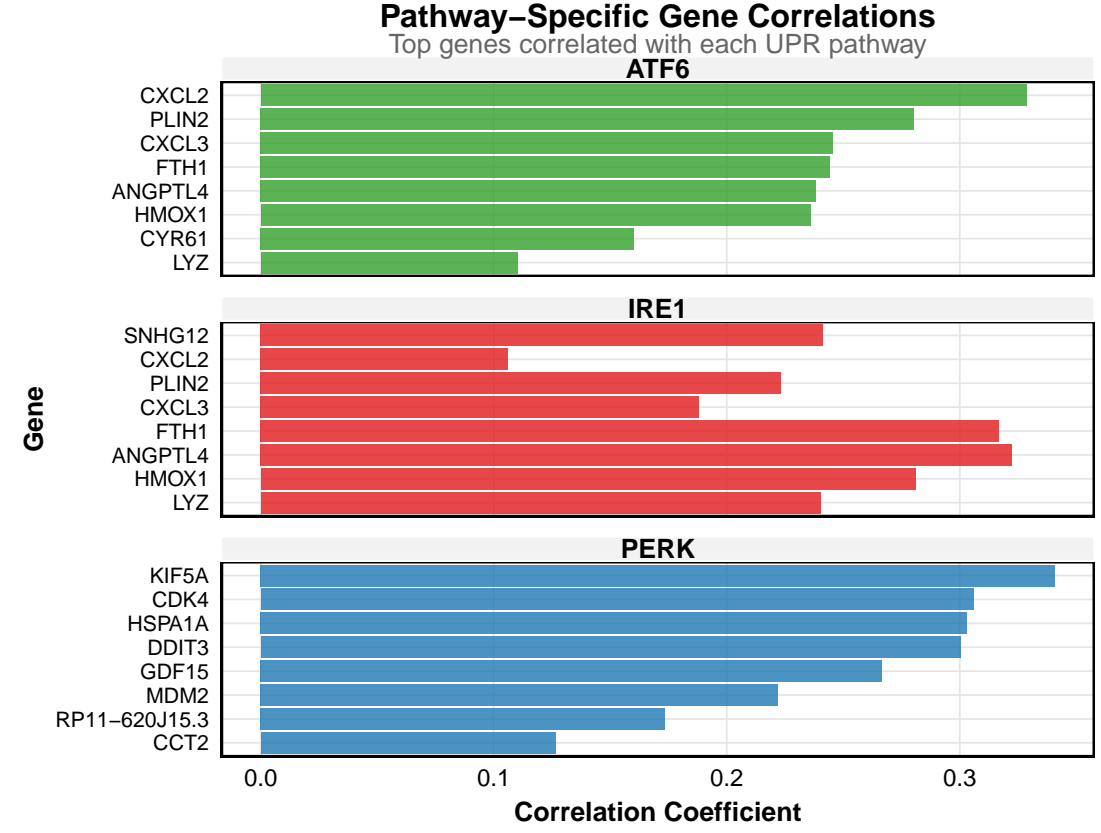 Pathway–Specific Gene Correlations
Top genes correlated with each UPR pathway
ATF6
CXCL2
PLIN2
CXCL3
FTH1
ANGPTL4
HMOX1
CYR61
LYZ
IRE1
SNHG12
CXCL2
PLIN2
CXCL3
FTH1
ANGPTL4
HMOX1
LYZ
Gene
PERK
KIF5A
CDK4
HSPA1A
DDIT3
GDF15
MDM2
RP11–620J15.3
CCT2
0.0 0.1 0.2 0.3
Correlation Coefficient